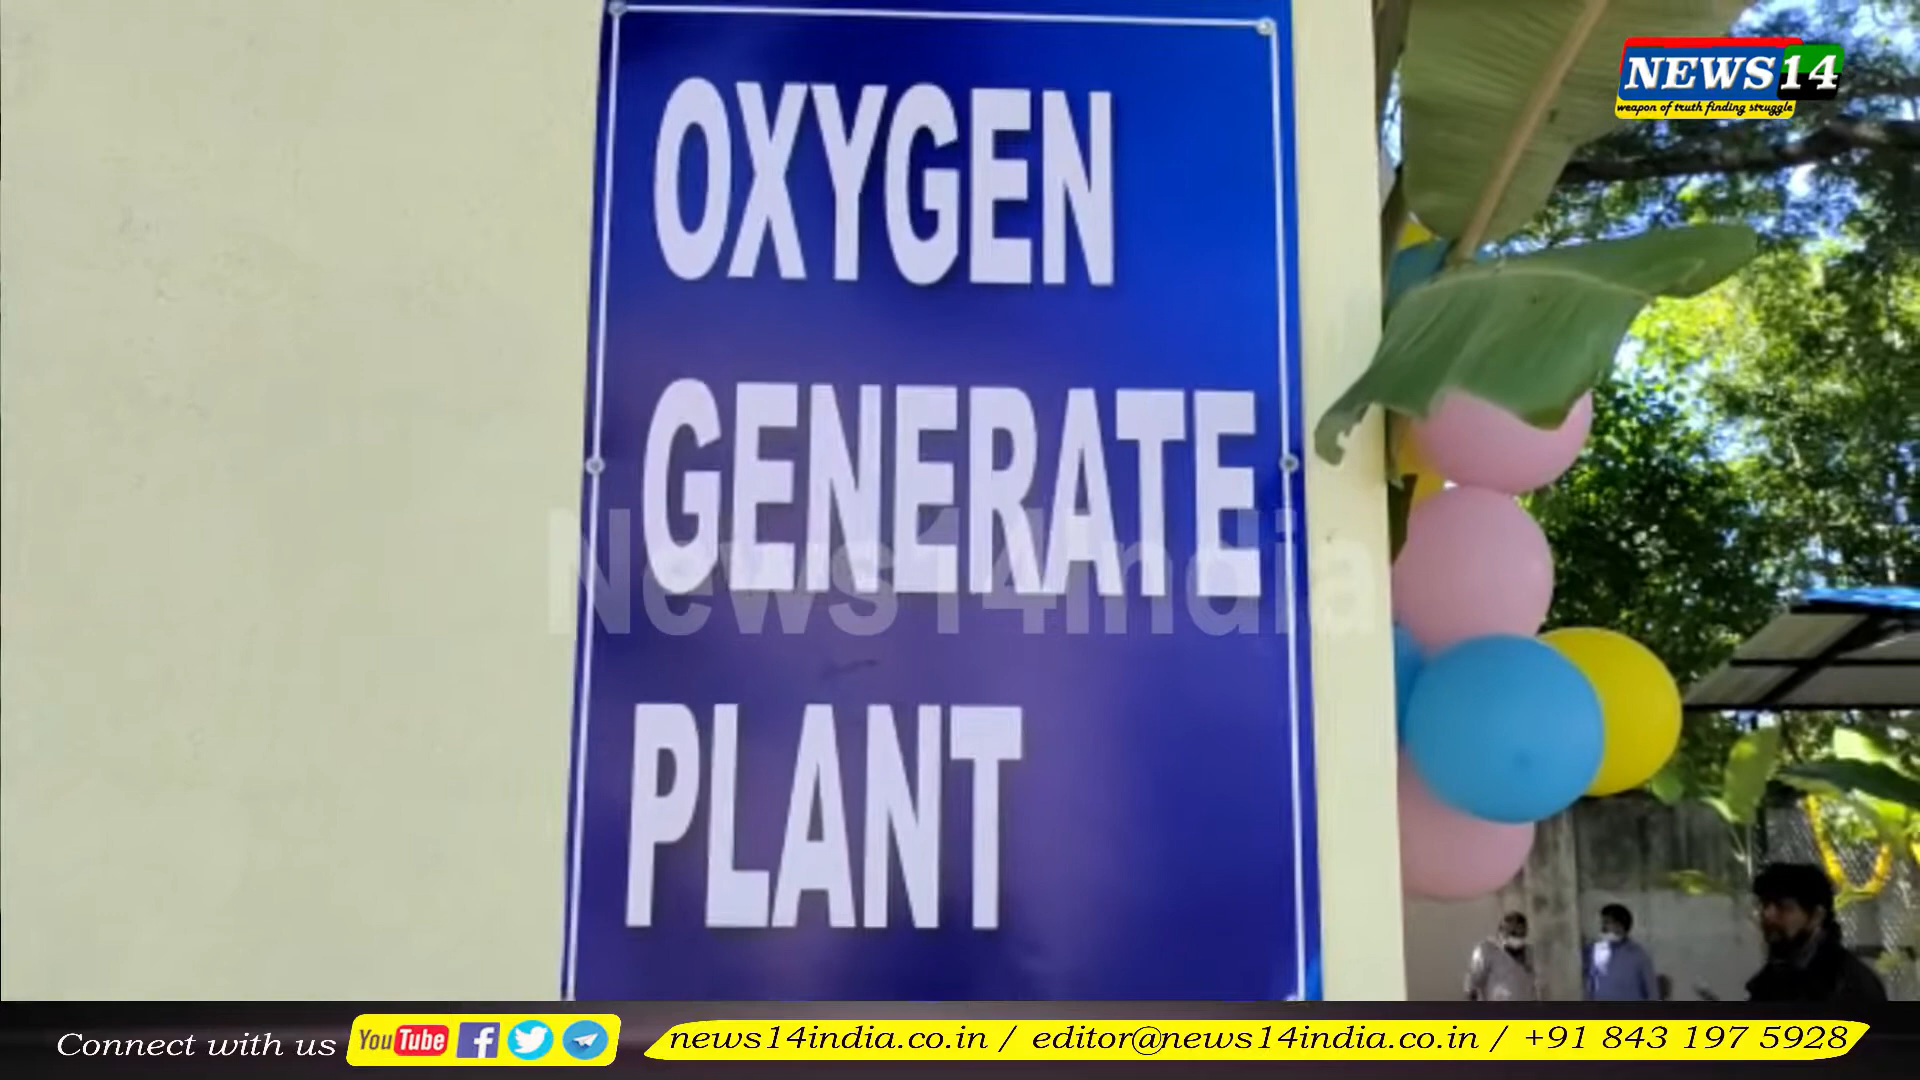 NEWS14
weapon of truth finding struggle
OXYGEN
GENERATE
PLANT
News14india
Connect with us YouTube news14india.co.in / editor@news14india.co.in / +91 843 197 5928